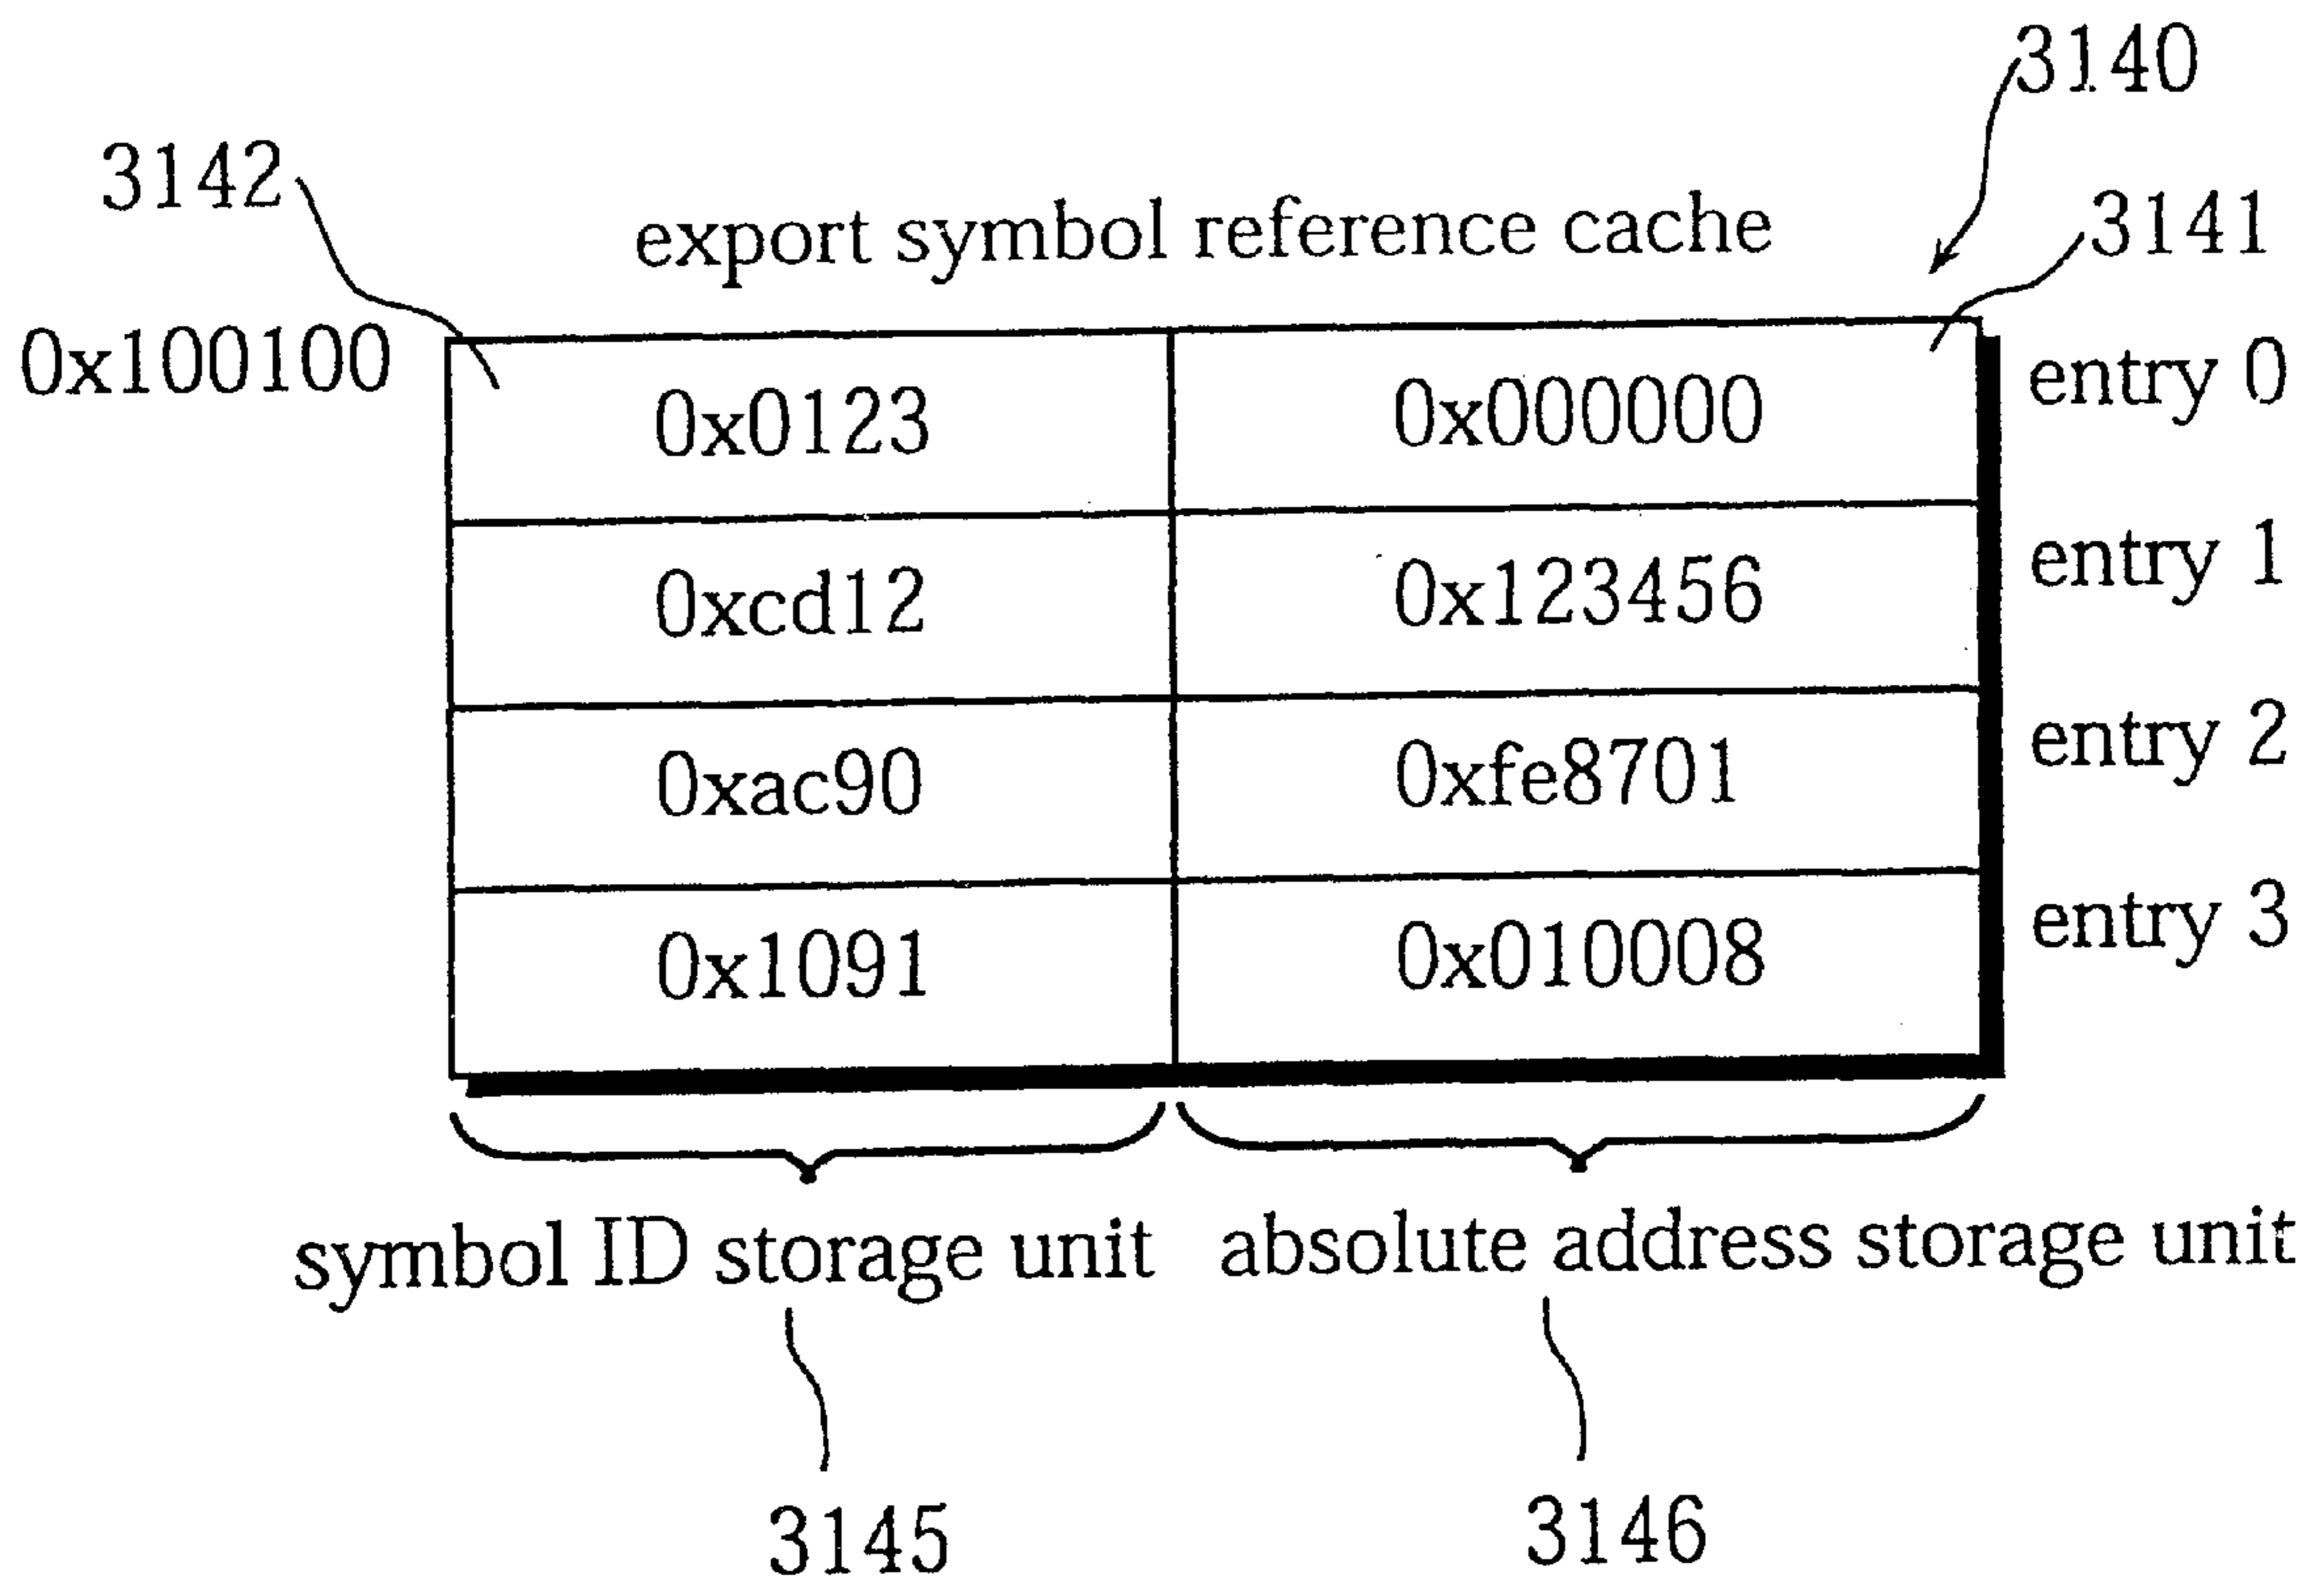 3140
3142
export symbol reference cache
3141
0x100100
0x0123 0x000000 entry 0
0xcd12 0x123456 entry 1
0xac90 0xfe8701 entry 2
0x1091 0x010008 entry 3
symbol ID storage unit absolute address storage unit
3145 3146